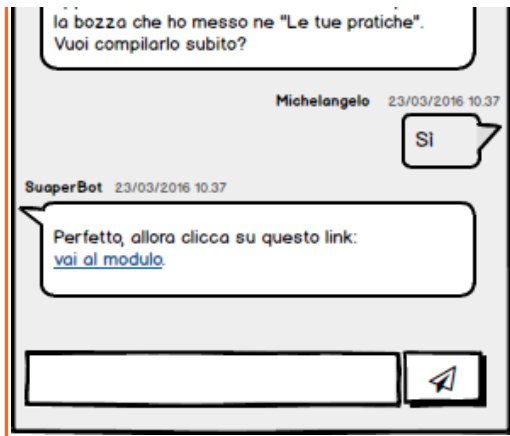 la bozza che ho messo ne "Le tue pratiche".
Vuoi compilarlo subito?
Michelangelo 23/03/2016 10.37
Sì
SuaperBot 23/03/2016 10.37
Perfetto, allora clicca su questo link:
vai al modulo.